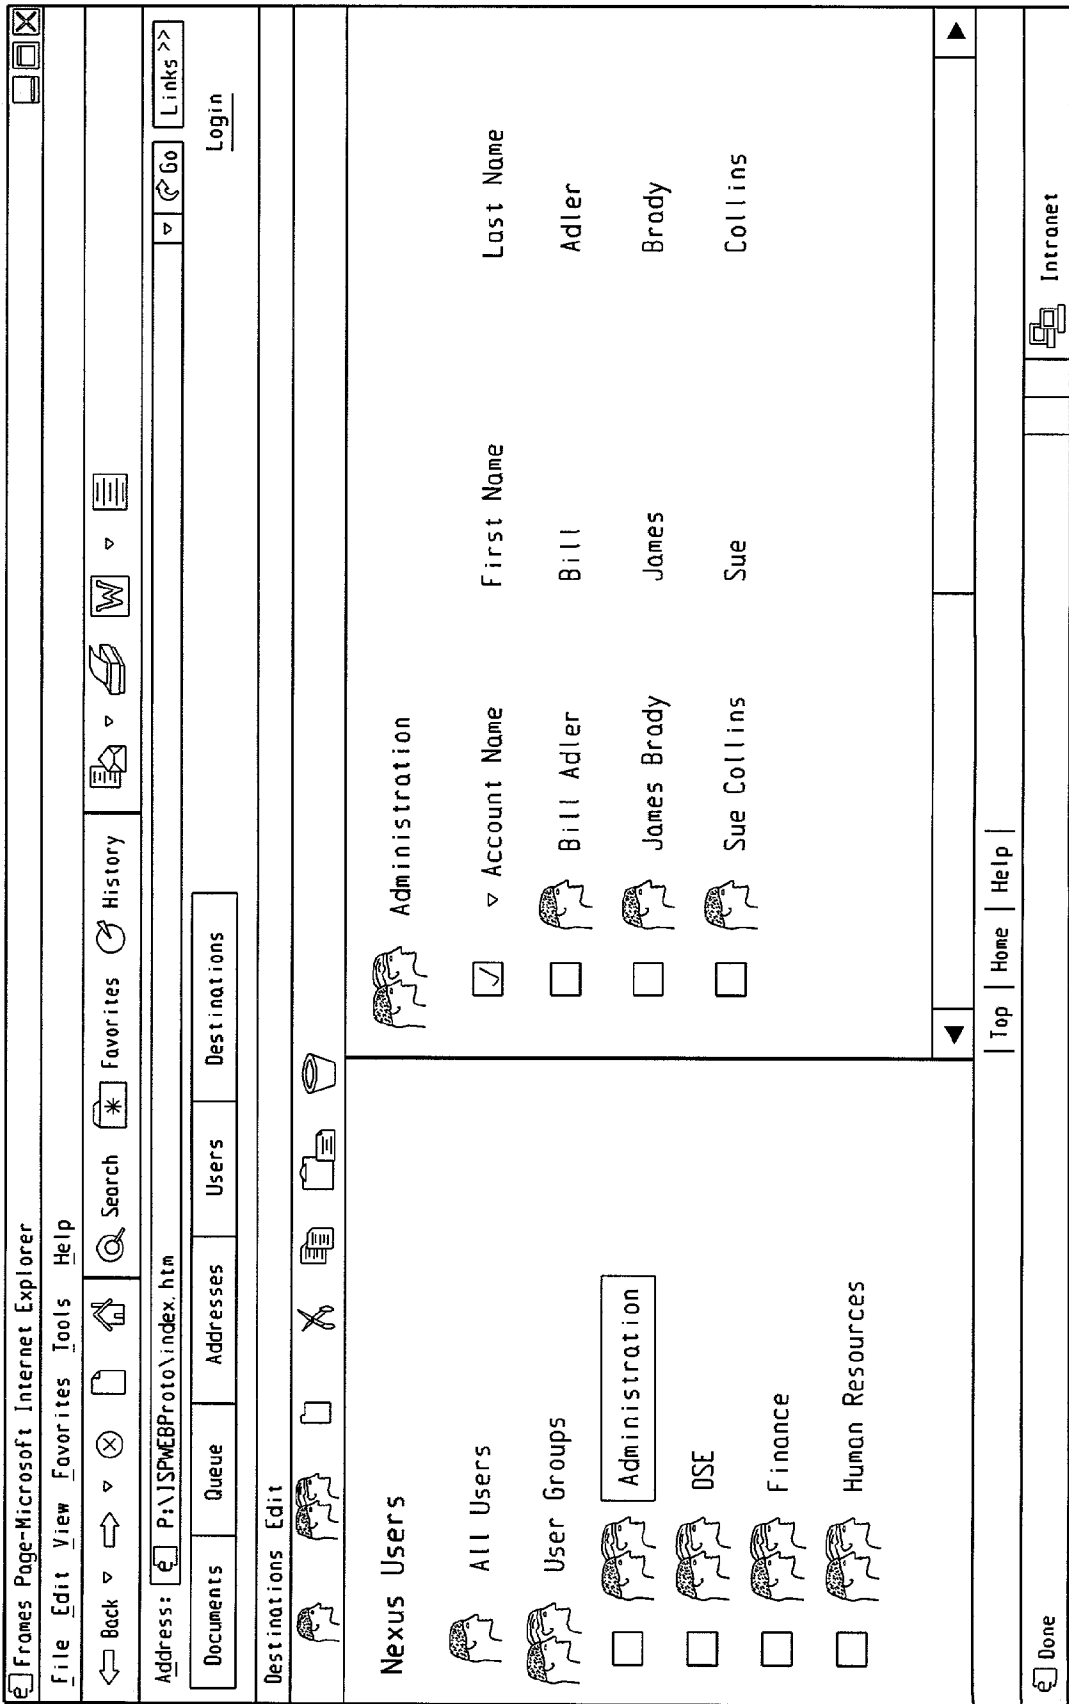 Frames Page-Microsoft Internet Explorer
File Edit View Favorites Tools Help
Back Search Favorites History W
Address: P:\ISPWEBProto\index.htm Go Links >>
Documents Queue Addresses Users Destinations Login
Destinations Edit
Nexus Users
All Users
User Groups
Administration
DSE
Finance
Human Resources
Administration
Account Name First Name Last Name
Bill Adler Bill Adler
James Brady James Brady
Sue Collins Sue Collins
| Top | Home | Help |
Done Intranet